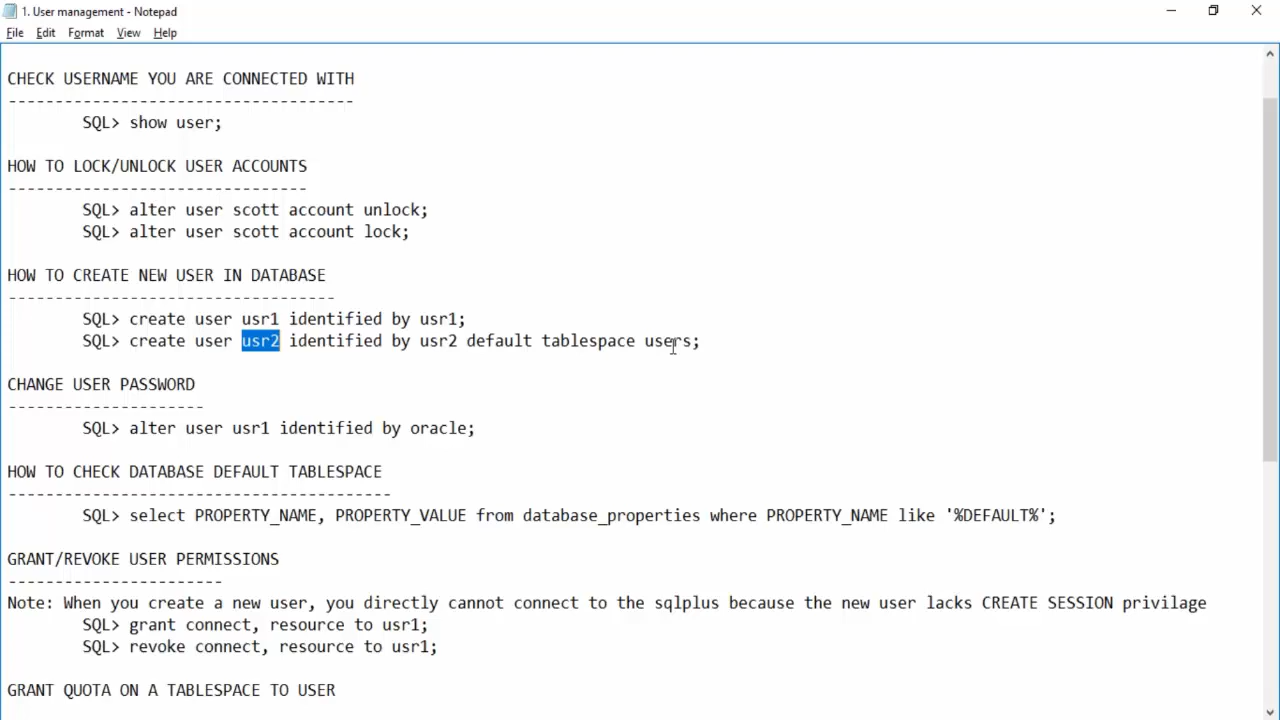 1. User management - Notepad
File Edit Format View Help
CHECK USERNAME YOU ARE CONNECTED WITH
-------------------------------------
SQL> show user;
HOW TO LOCK/UNLOCK USER ACCOUNTS
--------------------------------
SQL> alter user scott account unlock;
SQL> alter user scott account lock;
HOW TO CREATE NEW USER IN DATABASE
-----------------------------------
SQL> create user usr1 identified by usr1;
SQL> create user usr2 identified by usr2 default tablespace users;
CHANGE USER PASSWORD
---------------------
SQL> alter user usr1 identified by oracle;
HOW TO CHECK DATABASE DEFAULT TABLESPACE
-----------------------------------------
SQL> select PROPERTY_NAME, PROPERTY_VALUE from database_properties where PROPERTY_NAME like '%DEFAULT%';
GRANT/REVOKE USER PERMISSIONS
-----------------------
Note: When you create a new user, you directly cannot connect to the sqlplus because the new user lacks CREATE SESSION privilage
SQL> grant connect, resource to usr1;
SQL> revoke connect, resource to usr1;
GRANT QUOTA ON A TABLESPACE TO USER